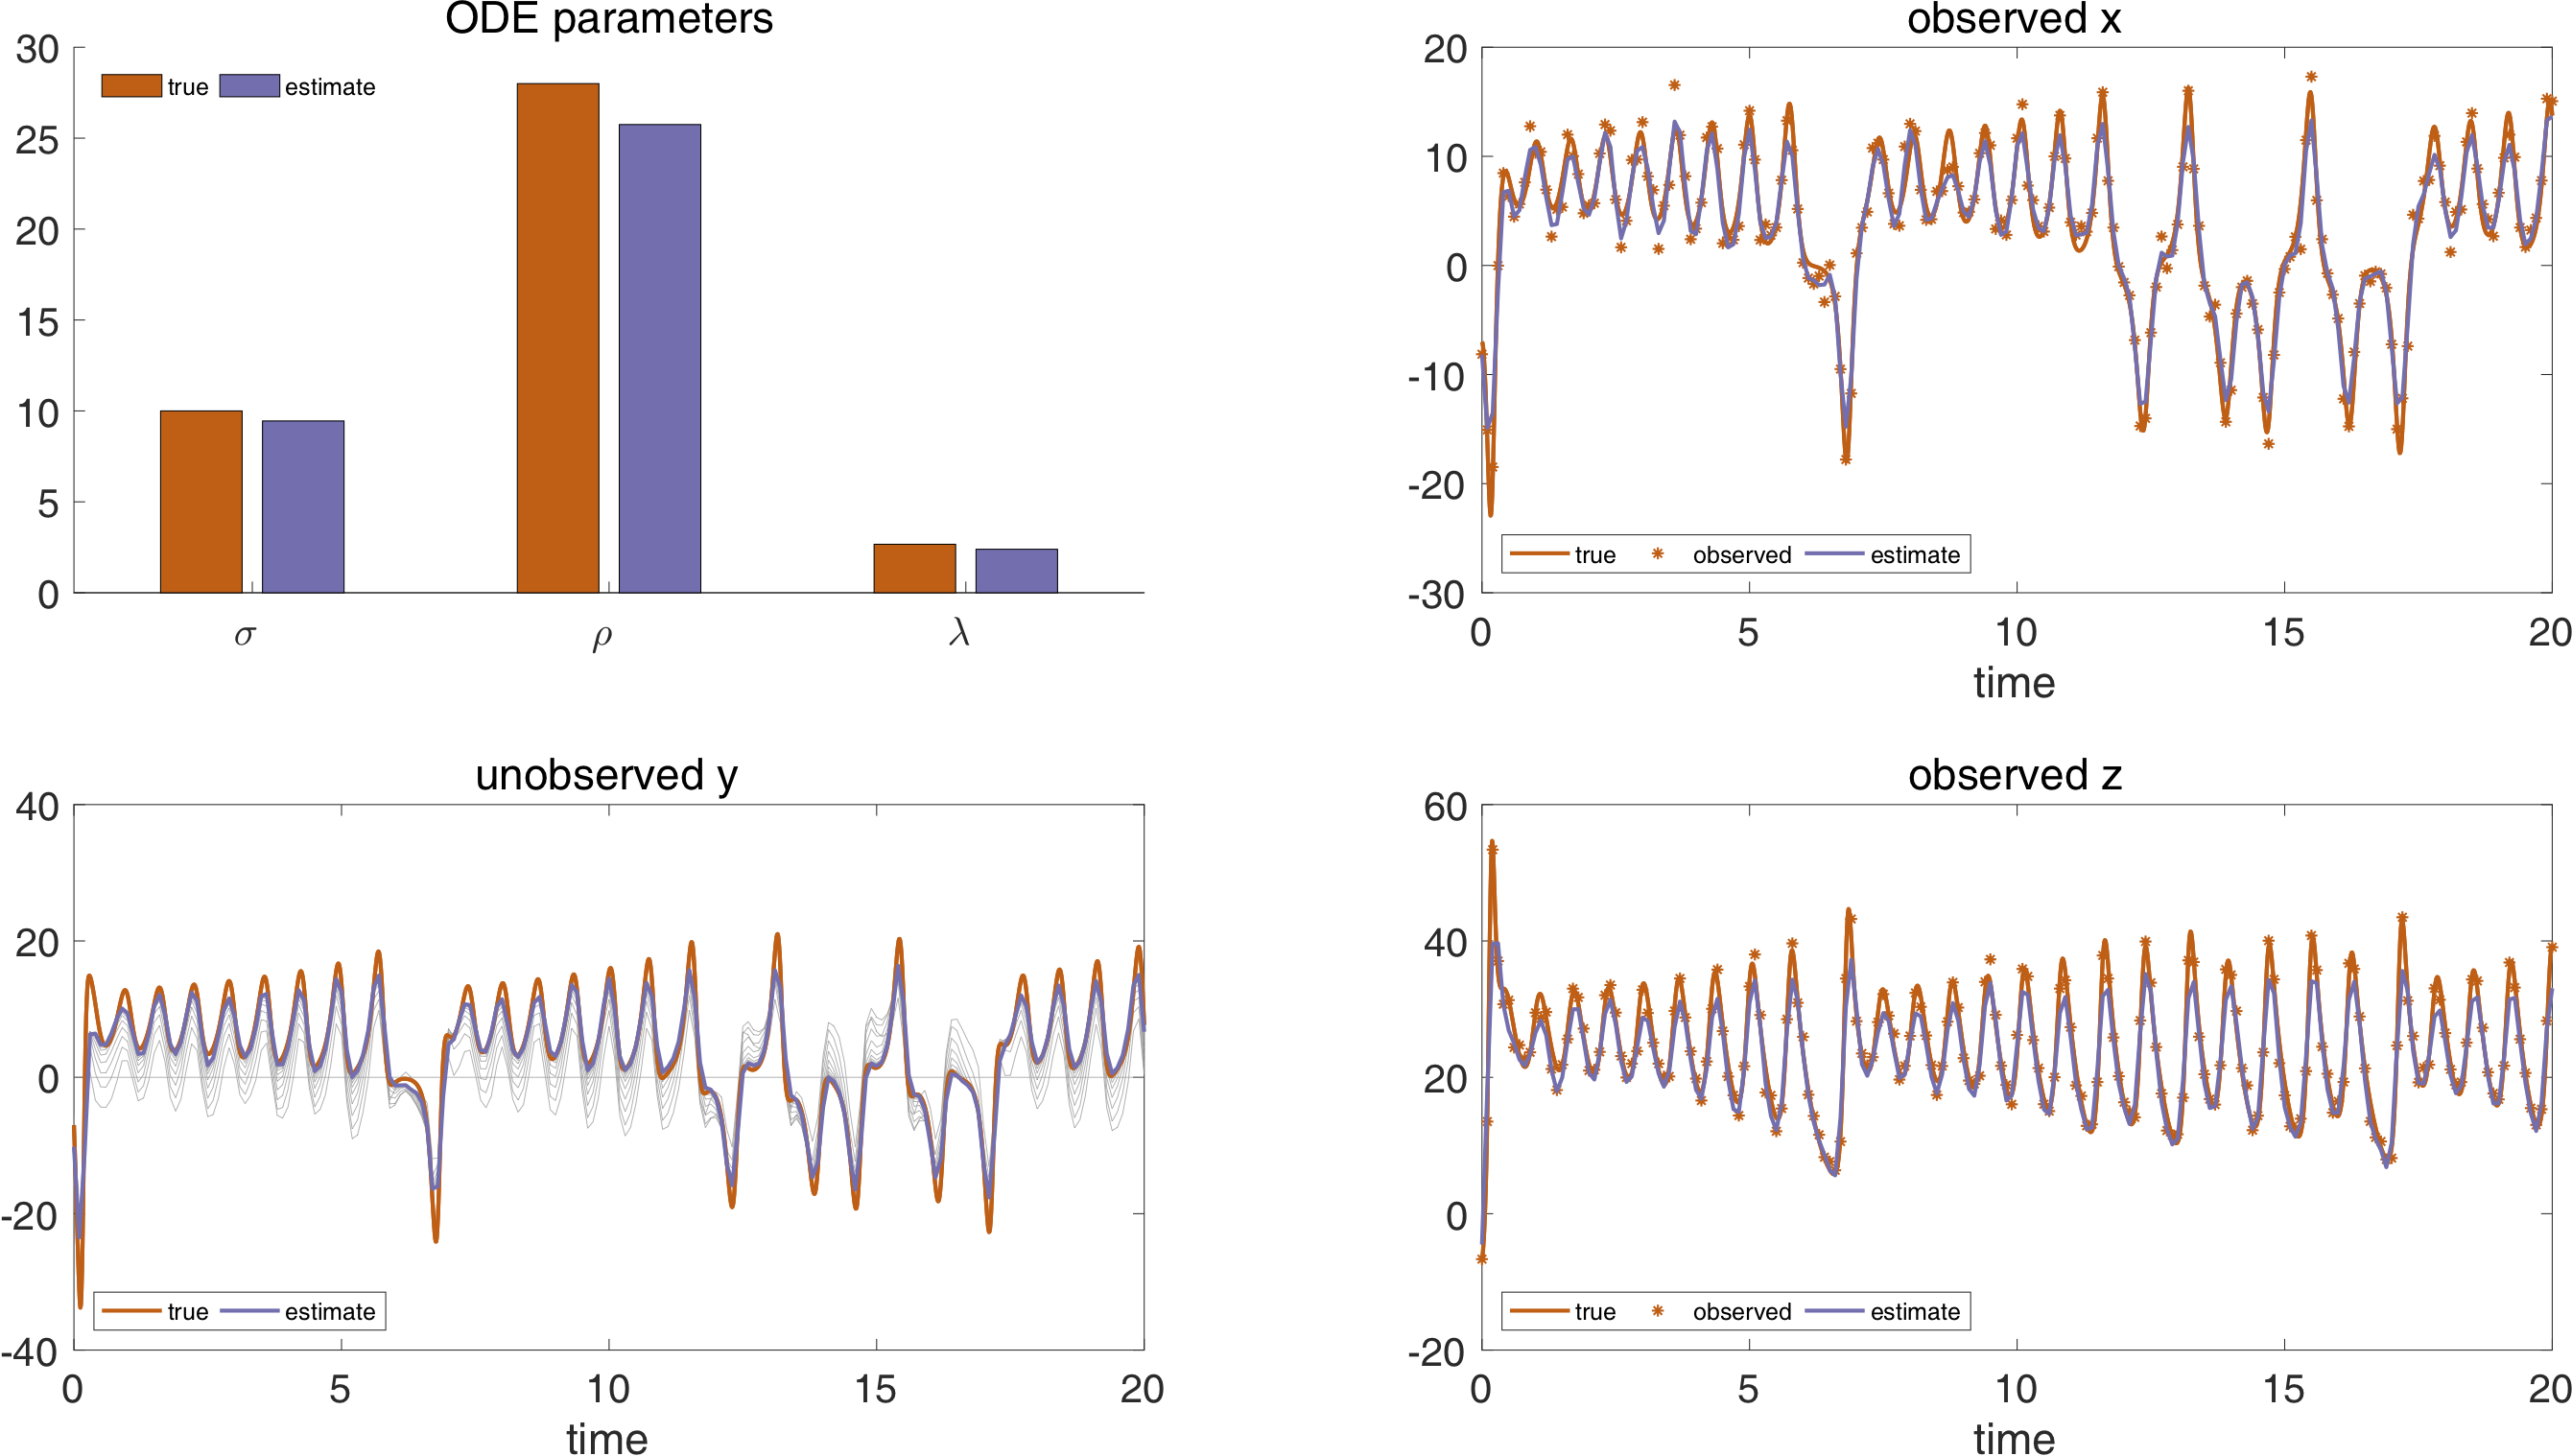 ODE parameters
30
25
20
15
10
5
0
true estimate
σ ρ λ
observed x
20
10
0
-10
-20
-30
true observed estimate
0 5 10 15 20
time
unobserved y
40
20
0
-20
-40
true estimate
0 5 10 15 20
time
observed z
60
40
20
0
-20
true observed estimate
0 5 10 15 20
time